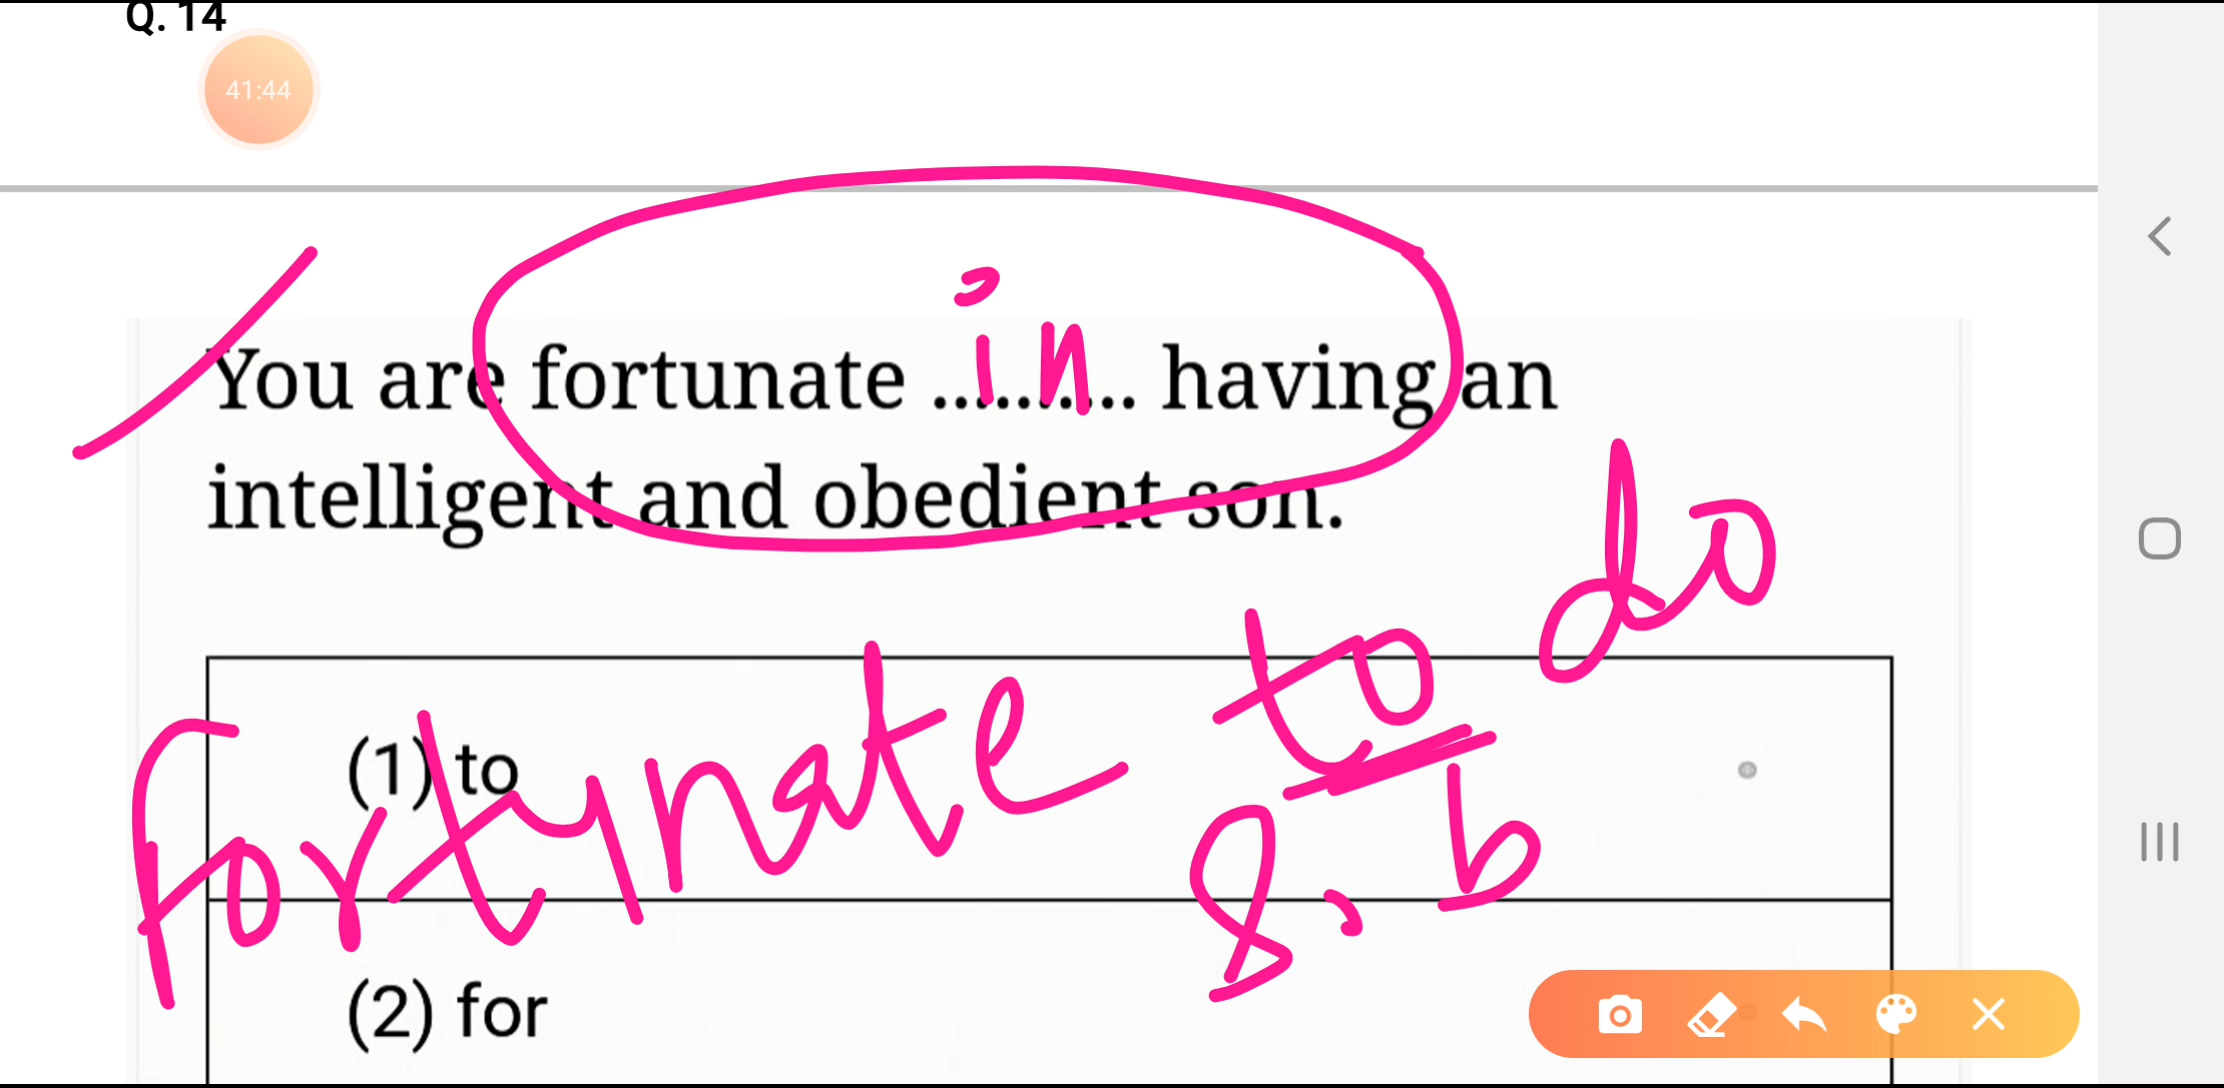 Q. 14
41:44
in
You are fortunate .......... having an
intelligent and obedient son.
fortunate to do
(1) to
8. b
(2) for